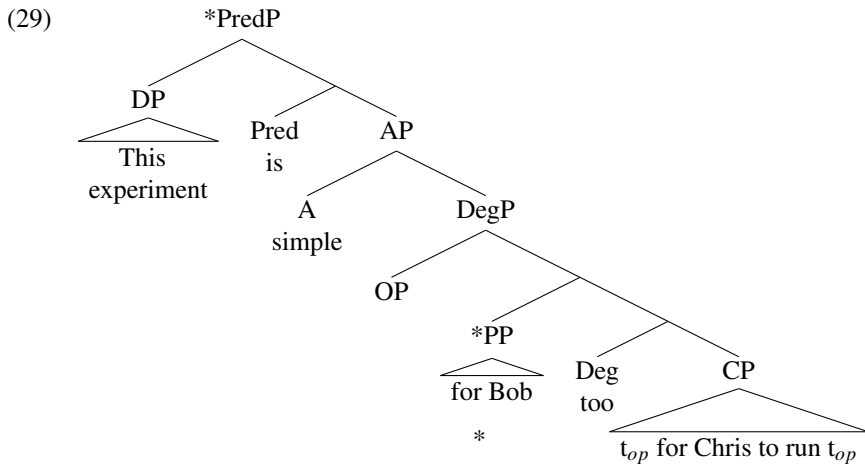 (29)
*PredP
DP
Pred
is
AP
This
experiment
A
simple
DegP
OP
*PP
for Bob
*
Deg
too
CP
t_op for Chris to run t_op